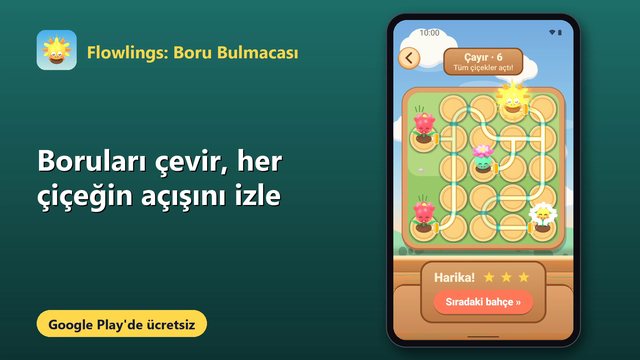 Flowlings: Boru Bulmacası
Boruları çevir, her
çiçeğin açışını izle
Google Play'de ücretsiz
10:00
Çayır · 6
Tüm çiçekler açtı!
Harika!
Sıradaki bahçe »